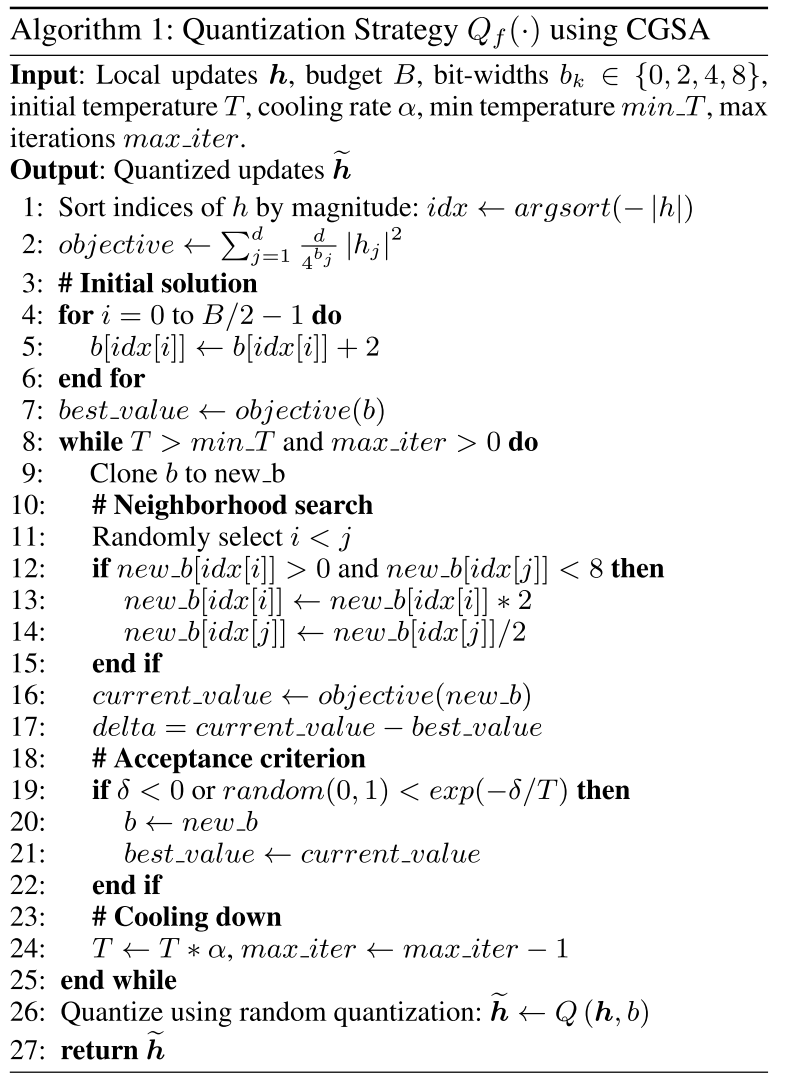 Algorithm 1: Quantization Strategy $Q_f(\cdot)$ using CGSA
Input: Local updates $\boldsymbol{h}$, budget $B$, bit-widths $b_k \in \{0, 2, 4, 8\}$,
initial temperature $T$, cooling rate $\alpha$, min temperature $min\_T$, max
iterations $max\_iter$.
Output: Quantized updates $\widetilde{\boldsymbol{h}}$
1: Sort indices of $h$ by magnitude: $idx \leftarrow argsort(-|h|)$
2: $objective \leftarrow \sum_{j=1}^{d} \frac{d}{4^{b_j}} |h_j|^2$
3: # Initial solution
4: for $i = 0$ to $B/2 - 1$ do
5: $b[idx[i]] \leftarrow b[idx[i]] + 2$
6: end for
7: $best\_value \leftarrow objective(b)$
8: while $T > min\_T$ and $max\_iter > 0$ do
9: Clone $b$ to new_b
10: # Neighborhood search
11: Randomly select $i < j$
12: if $new\_b[idx[i]] > 0$ and $new\_b[idx[j]] < 8$ then
13: $new\_b[idx[i]] \leftarrow new\_b[idx[i]] * 2$
14: $new\_b[idx[j]] \leftarrow new\_b[idx[j]]/2$
15: end if
16: $current\_value \leftarrow objective(new\_b)$
17: $delta = current\_value - best\_value$
18: # Acceptance criterion
19: if $\delta < 0$ or $random(0, 1) < exp(-\delta/T)$ then
20: $b \leftarrow new\_b$
21: $best\_value \leftarrow current\_value$
22: end if
23: # Cooling down
24: $T \leftarrow T * \alpha, max\_iter \leftarrow max\_iter - 1$
25: end while
26: Quantize using random quantization: $\widetilde{\boldsymbol{h}} \leftarrow Q(\boldsymbol{h}, b)$
27: return $\widetilde{\boldsymbol{h}}$